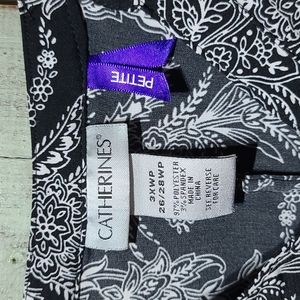 PETITE
CATHERINES®
3XWP
26/28WP
97% POLYESTER
3% SPANDEX
MADE IN
CHINA
SEE REVERSE
FOR CARE